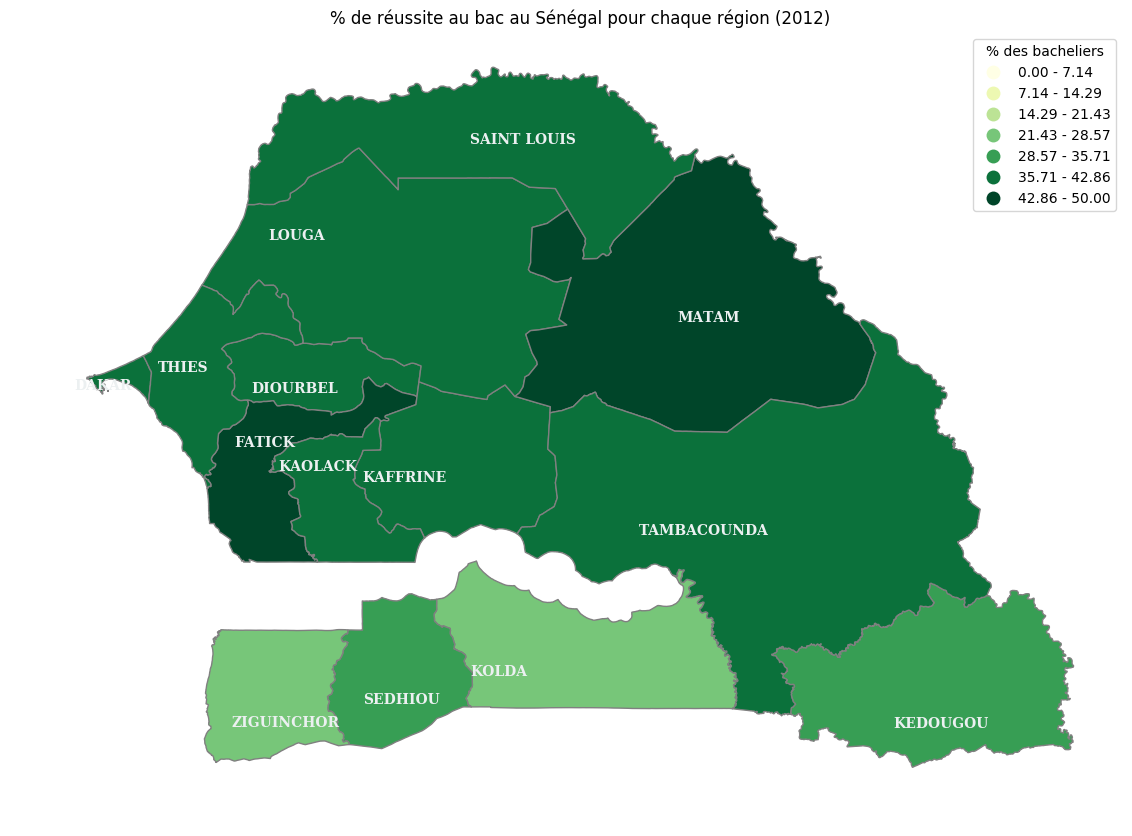 % de réussite au bac au Sénégal pour chaque région (2012)
% des bacheliers
0.00 - 7.14
7.14 - 14.29
14.29 - 21.43
21.43 - 28.57
28.57 - 35.71
35.71 - 42.86
42.86 - 50.00
SAINT LOUIS
LOUGA
MATAM
THIES
DAKAR
DIOURBEL
FATICK
KAOLACK
KAFFRINE
TAMBACOUNDA
KOLDA
SEDHIOU
ZIGUINCHOR
KEDOUGOU